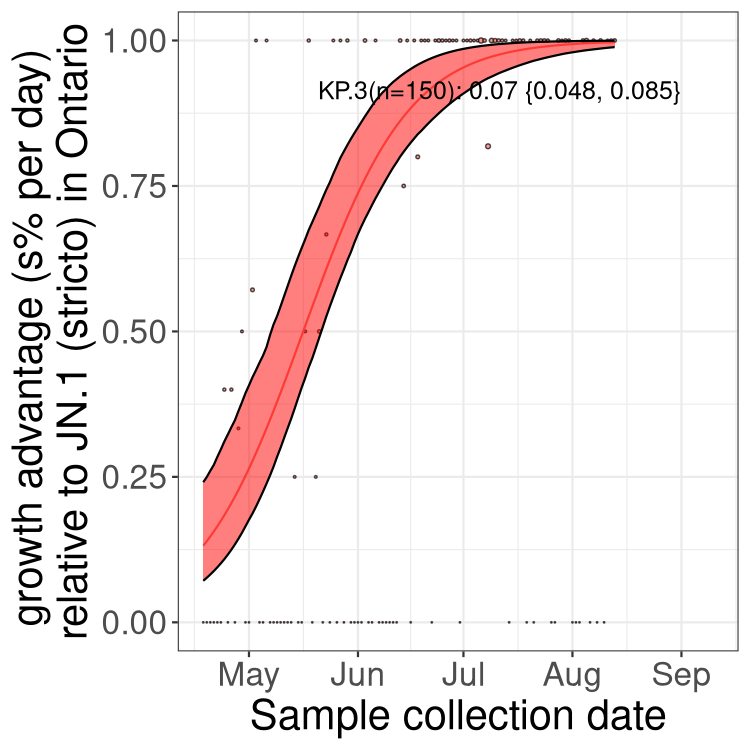 growth advantage (s% per day)
relative to JN.1 (stricto) in Ontario
1.00
0.75
0.50
0.25
0.00
KP.3(n=150): 0.07 {0.048, 0.085}
May Jun Jul Aug Sep
Sample collection date